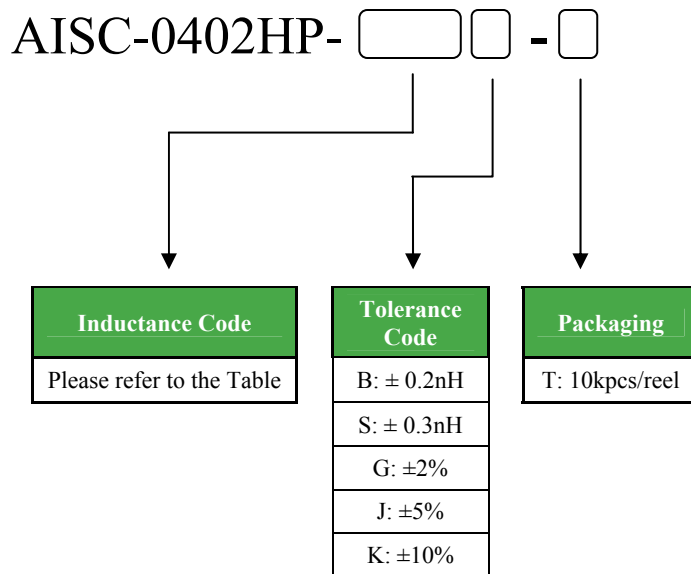 AISC-0402HP- -
Inductance Code
Please refer to the Table
Tolerance
Code
B: ± 0.2nH
S: ± 0.3nH
G: ±2%
J: ±5%
K: ±10%
Packaging
T: 10kpcs/reel